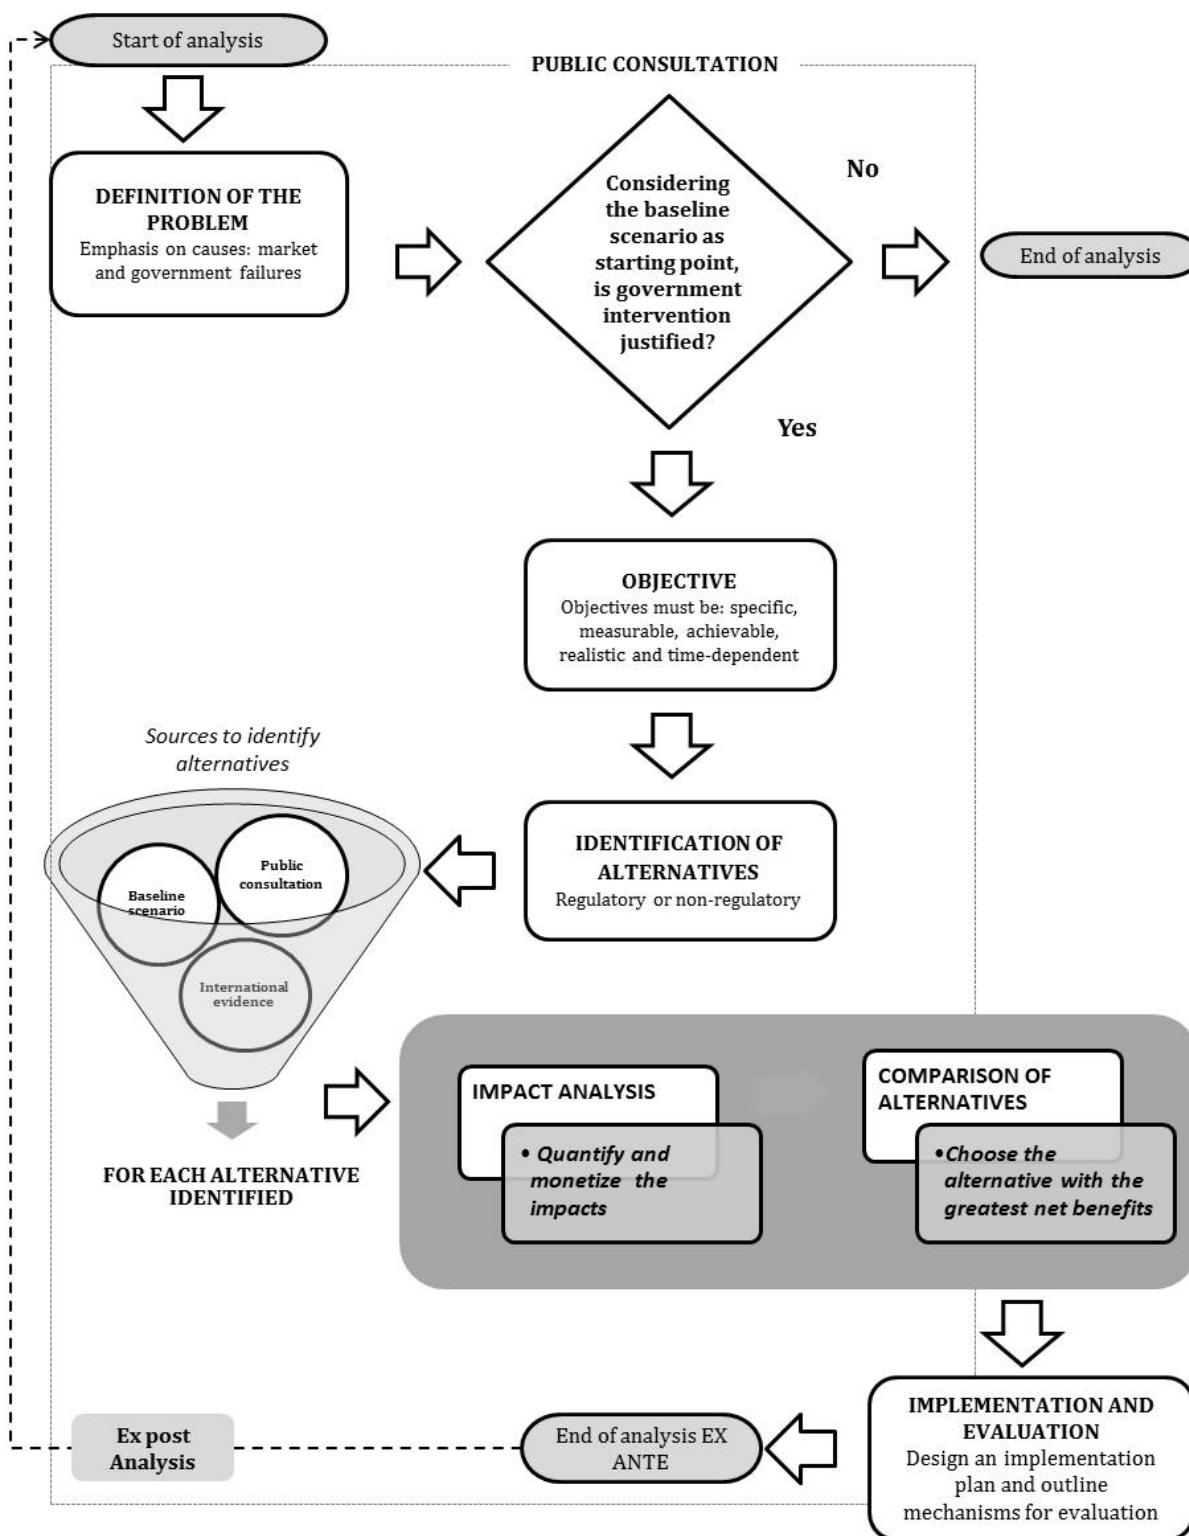 Start of analysis
PUBLIC CONSULTATION
DEFINITION OF THE
PROBLEM
Emphasis on causes: market
and government failures
Considering
the baseline
scenario as
starting point,
is government
intervention
justified?
No
End of analysis
Yes
OBJECTIVE
Objectives must be: specific,
measurable, achievable,
realistic and time-dependent
IDENTIFICATION OF
ALTERNATIVES
Regulatory or non-regulatory
Sources to identify
alternatives
Public
consultation
Baseline
scenario
International
evidence
FOR EACH ALTERNATIVE
IDENTIFIED
IMPACT ANALYSIS
• Quantify and
monetize the
impacts
COMPARISON OF
ALTERNATIVES
•Choose the
alternative with the
greatest net benefits
IMPLEMENTATION AND
EVALUATION
Design an implementation
plan and outline
mechanisms for evaluation
End of analysis EX
ANTE
Ex post
Analysis